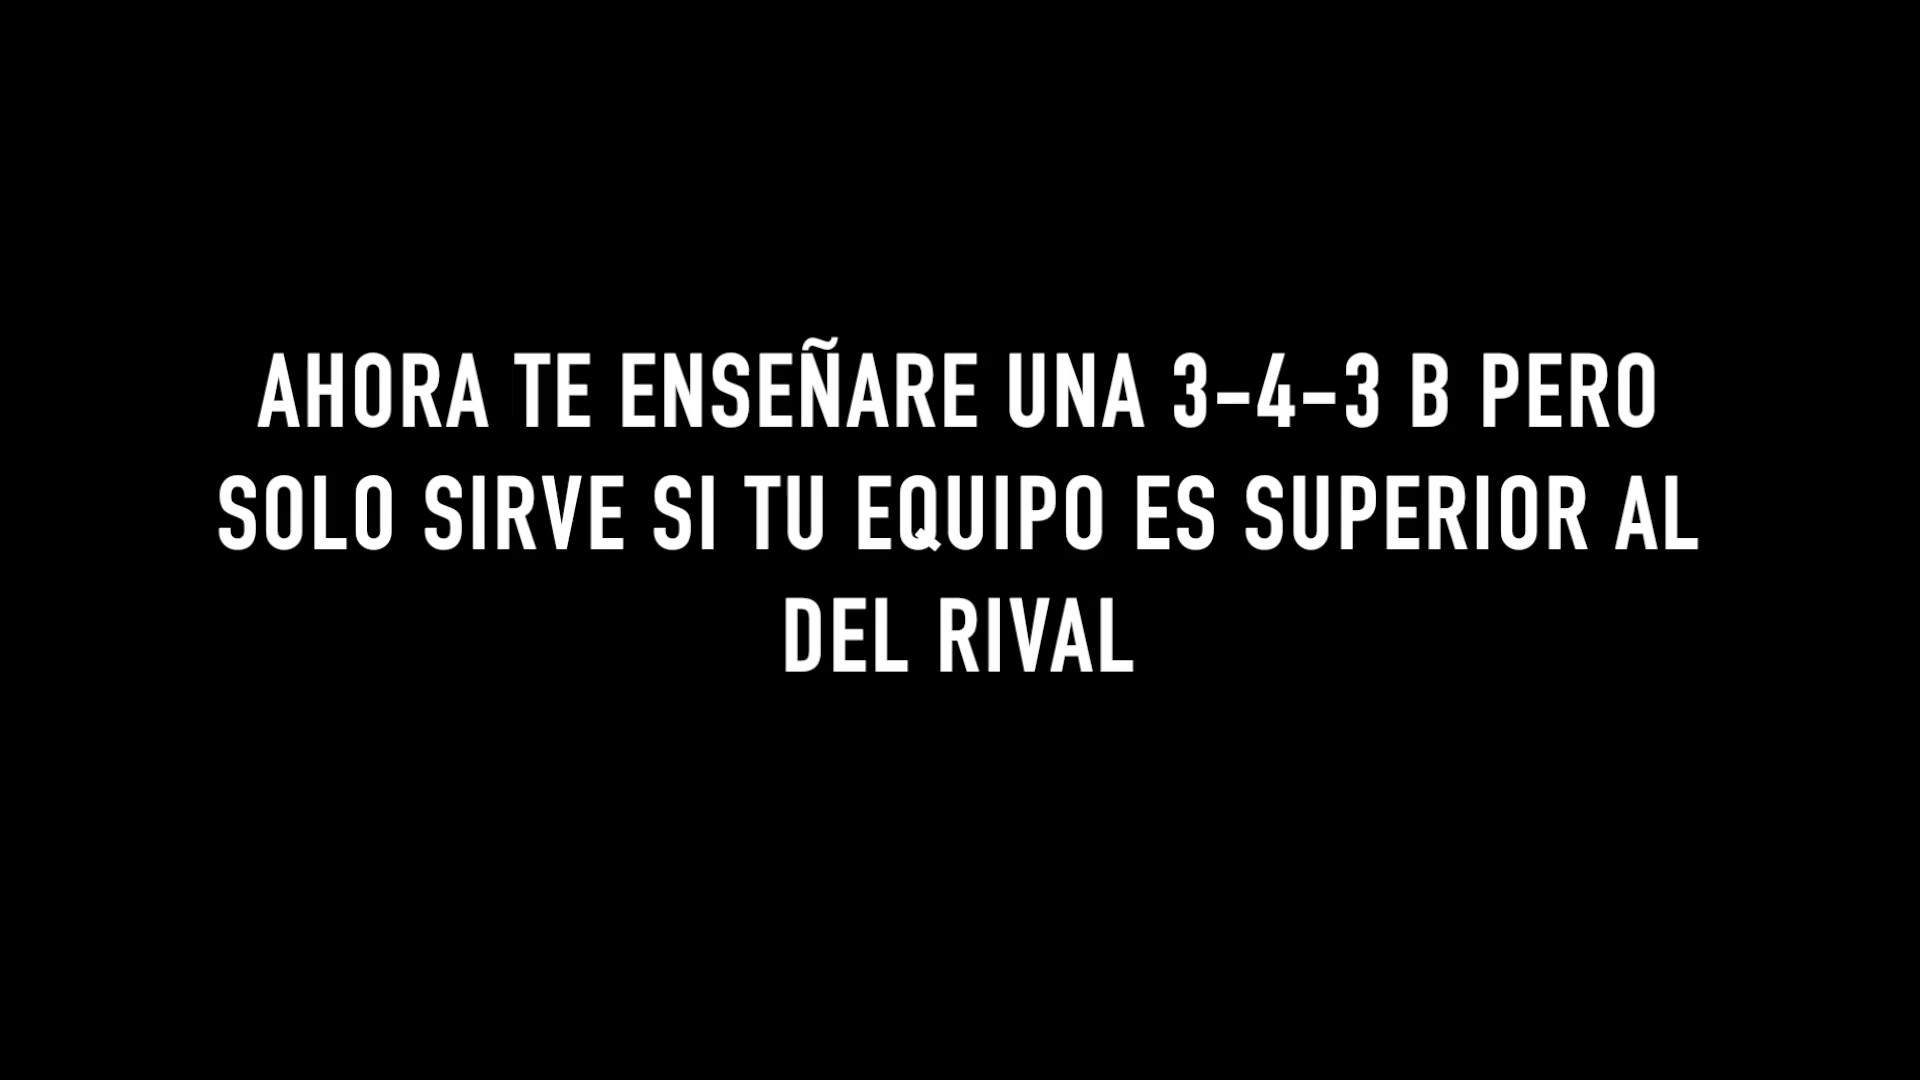 AHORA TE ENSEÑARE UNA 3-4-3 B PERO
SOLO SIRVE SI TU EQUIPO ES SUPERIOR AL
DEL RIVAL